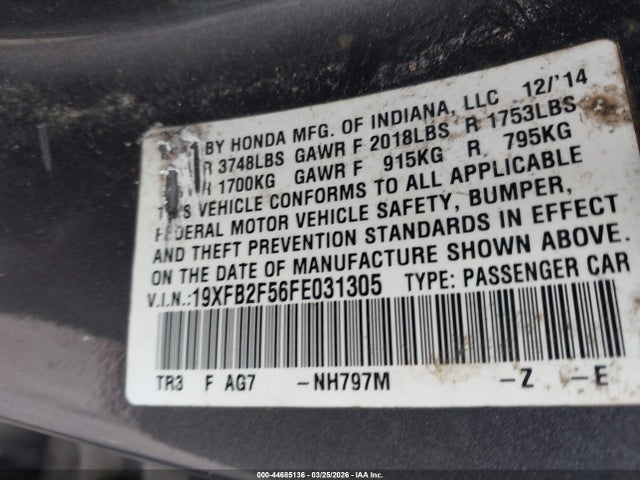 BY HONDA MFG. OF INDIANA, LLC 12/'14
3748LBS GAWR F 2018LBS R 1753LBS
1700KG GAWR F 915KG R 795KG
VEHICLE CONFORMS TO ALL APPLICABLE
FEDERAL MOTOR VEHICLE SAFETY, BUMPER,
AND THEFT PREVENTION STANDARDS IN EFFECT
ON THE DATE OF MANUFACTURE SHOWN ABOVE.
V.I.N.: 19XFB2F56FE031305 TYPE: PASSENGER CAR
TR3 F AG7 -NH797M -Z -E
000-44685136 - 03/25/2026 - IAA Inc.